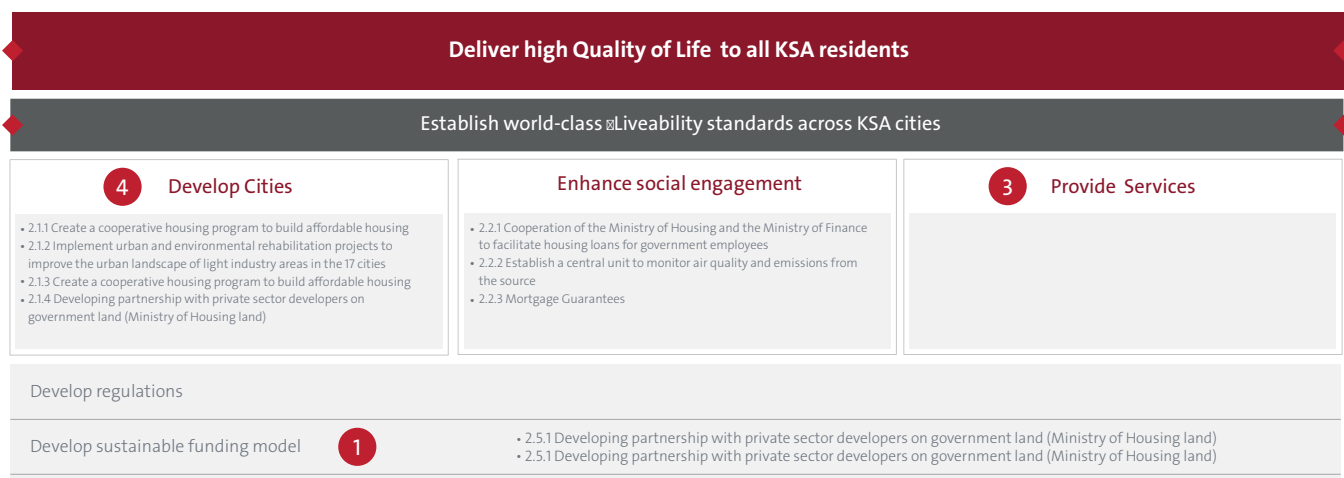 Deliver high Quality of Life to all KSA residents
Establish world-class Liveability standards across KSA cities
4 Develop Cities
• 2.1.1 Create a cooperative housing program to build affordable housing
• 2.1.2 Implement urban and environmental rehabilitation projects to
improve the urban landscape of light industry areas in the 17 cities
• 2.1.3 Create a cooperative housing program to build affordable housing
• 2.1.4 Developing partnership with private sector developers on
government land (Ministry of Housing land)
Enhance social engagement
• 2.2.1 Cooperation of the Ministry of Housing and the Ministry of Finance
to facilitate housing loans for government employees
• 2.2.2 Establish a central unit to monitor air quality and emissions from
the source
• 2.2.3 Mortgage Guarantees
3 Provide Services
Develop regulations
Develop sustainable funding model 1
• 2.5.1 Developing partnership with private sector developers on government land (Ministry of Housing land)
• 2.5.1 Developing partnership with private sector developers on government land (Ministry of Housing land)